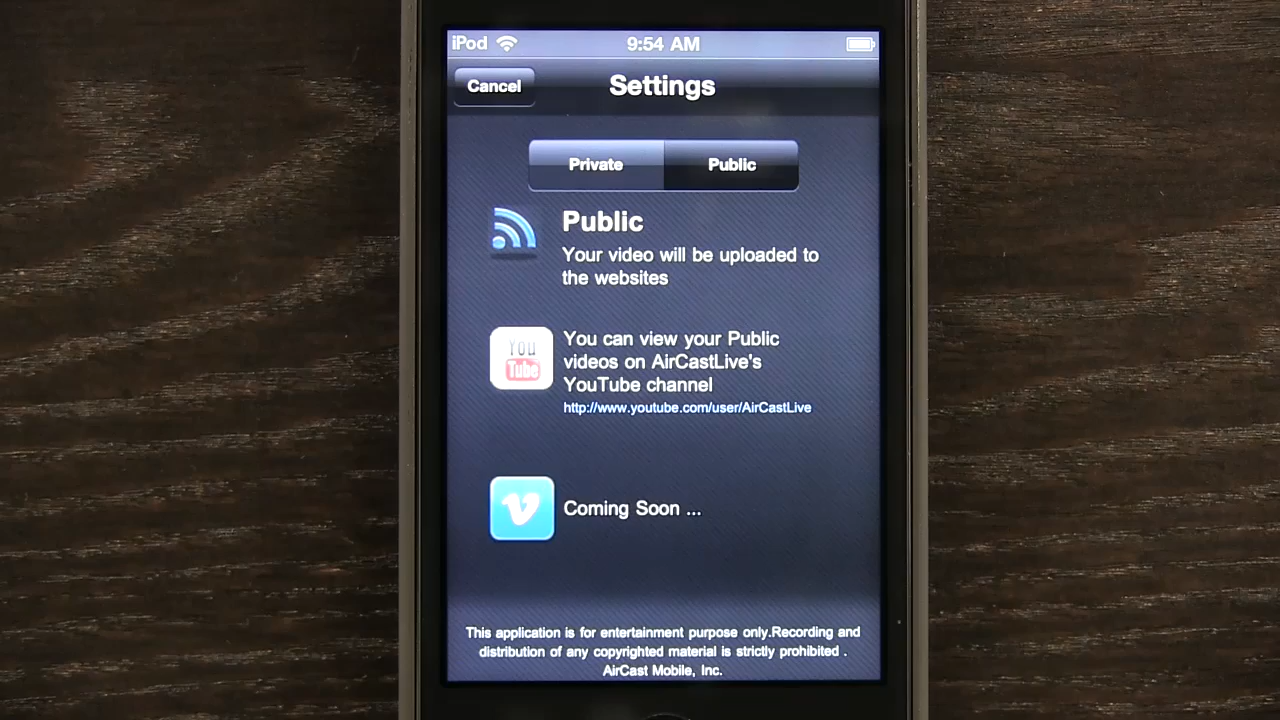 iPod 9:54 AM
Cancel Settings
Private Public
Public
Your video will be uploaded to
the websites
You Tube
You can view your Public
videos on AirCastLive's
YouTube channel
http://www.youtube.com/user/AirCastLive
Coming Soon ...
This application is for entertainment purpose only.Recording and
distribution of any copyrighted material is strictly prohibited .
AirCast Mobile, Inc.